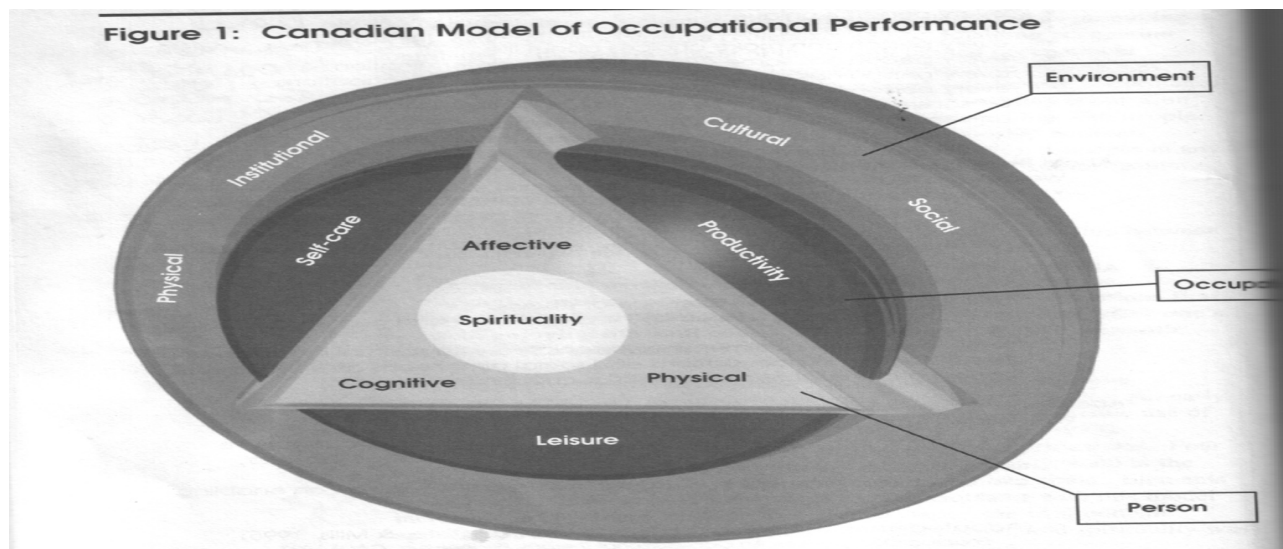 Figure 1: Canadian Model of Occupational Performance
Environment
Cultural
Institutional
Social
Self-care
Productivity
Affective
Physical
Occupa
Spirituality
Cognitive
Physical
Leisure
Person